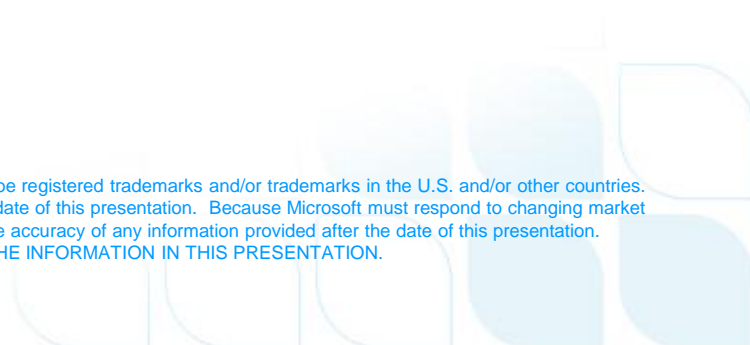 be registered trademarks and/or trademarks in the U.S. and/or other countries.
date of this presentation. Because Microsoft must respond to changing market
accuracy of any information provided after the date of this presentation.
THE INFORMATION IN THIS PRESENTATION.